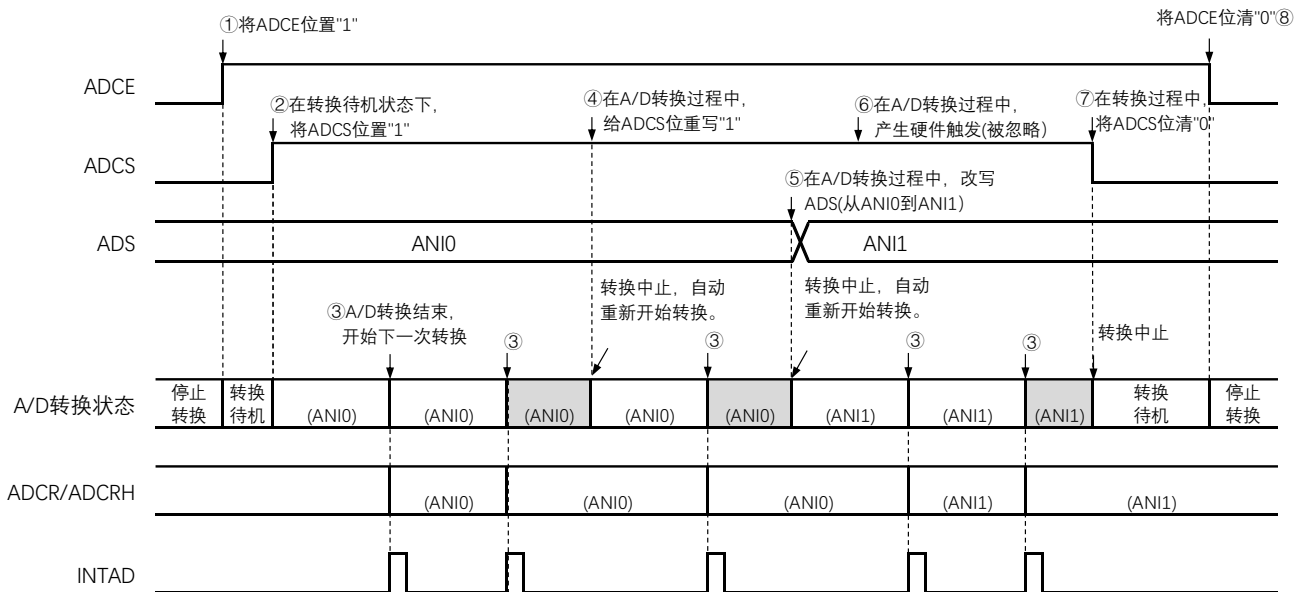 ①将ADCE位置"1"
将ADCE位清"0"⑧
ADCE
②在转换待机状态下,
将ADCS位置"1"
④在A/D转换过程中,
给ADCS位重写"1"
⑥在A/D转换过程中,
产生硬件触发(被忽略）
⑦在转换过程中,
将ADCS位清"0"
ADCS
⑤在A/D转换过程中，改写
ADS(从ANI0到ANI1）
ADS
ANI0
ANI1
③A/D转换结束,
开始下一次转换
③
转换中止，自动
重新开始转换。
③
转换中止，自动
重新开始转换。
③
③
转换中止
A/D转换状态
停止
转换
转换
待机
(ANI0)
(ANI0)
(ANI0)
(ANI0)
(ANI0)
(ANI1)
(ANI1)
(ANI1)
转换
待机
停止
转换
ADCR/ADCRH
(ANI0)
(ANI0)
(ANI0)
(ANI1)
(ANI1)
INTAD